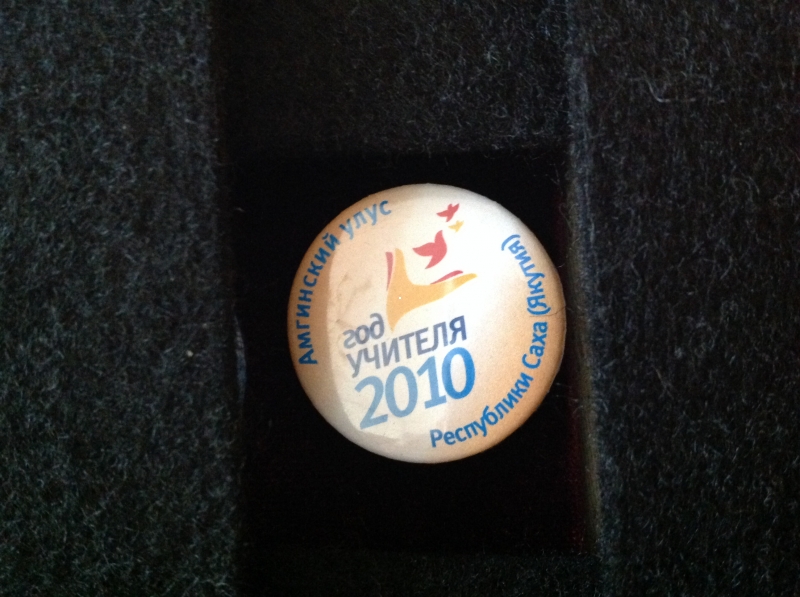 Амгинский улус
год
УЧИТЕЛЯ
2010
Республики Саха (Якутия)